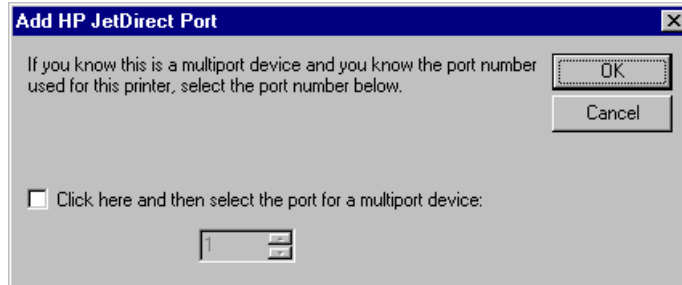 Add HP JetDirect Port
If you know this is a multiport device and you know the port number
used for this printer, select the port number below.
OK
Cancel
Click here and then select the port for a multiport device:
1